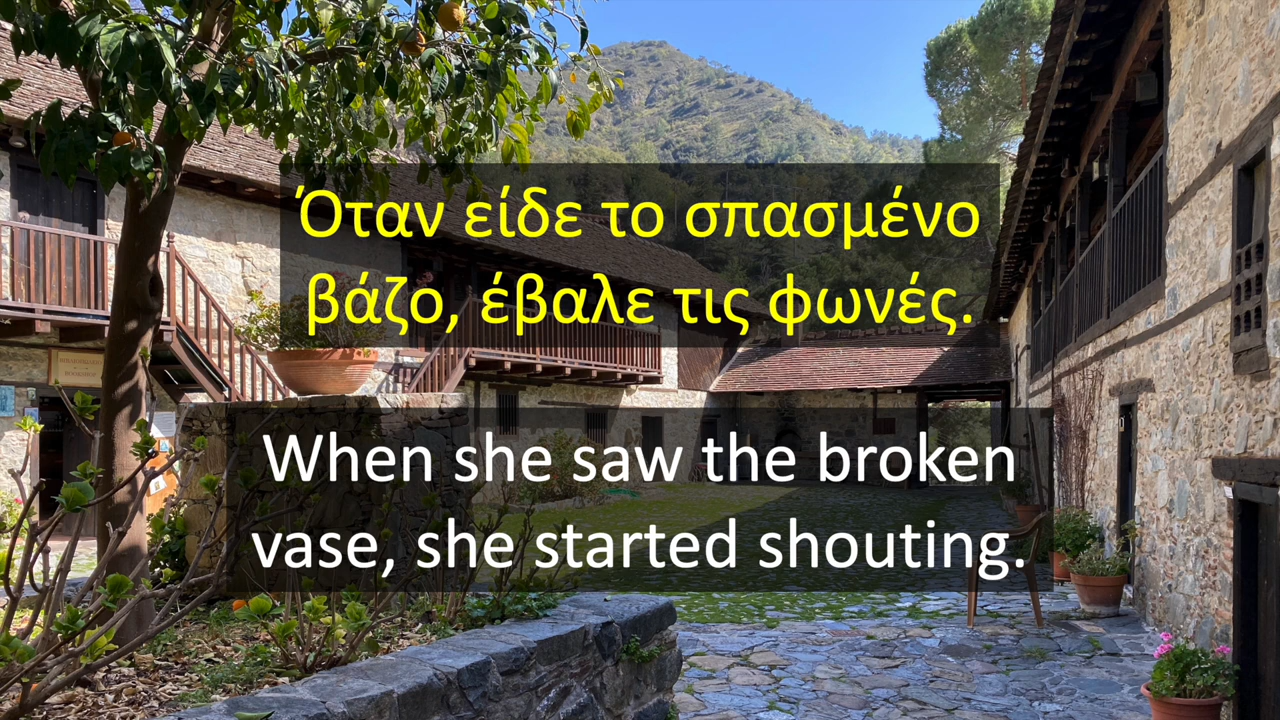 Όταν είδε το σπασμένο
βάζο, έβαλε τις φωνές.
When she saw the broken
vase, she started shouting.